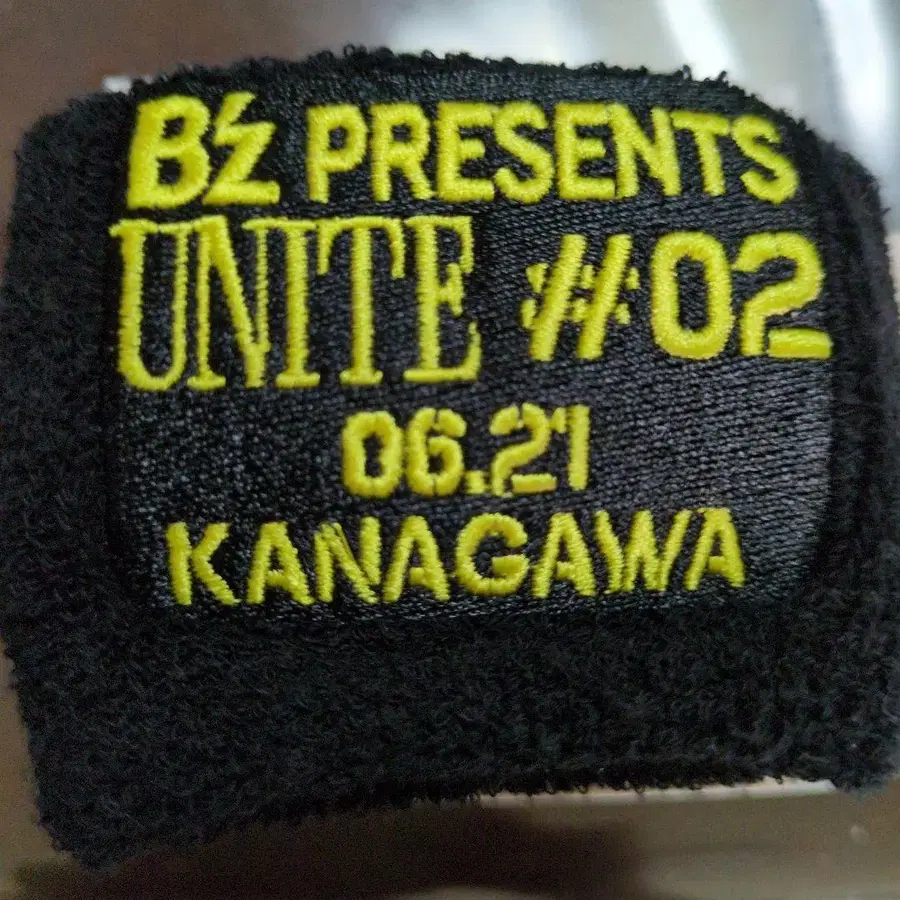 B'z PRESENTS
UNITE #02
06.21
KANAGAWA